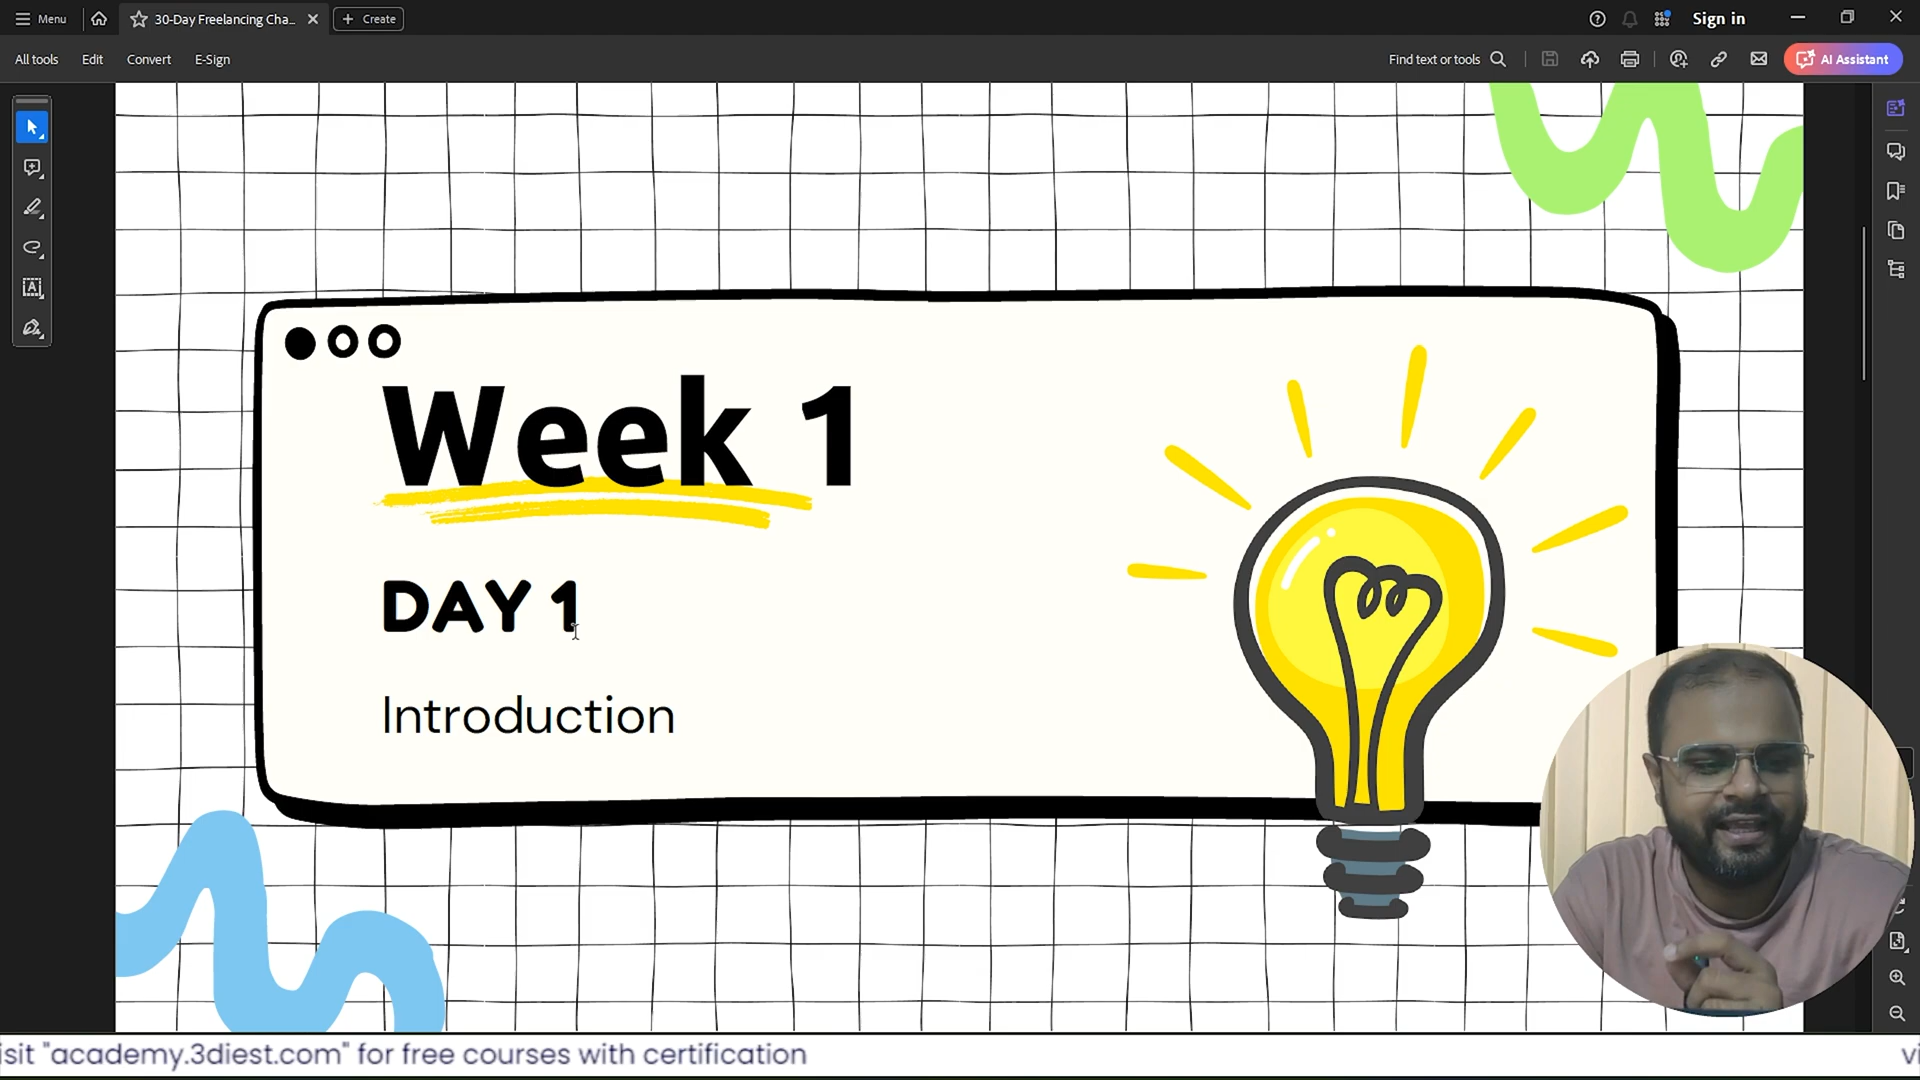 Menu
30-Day Freelancing Cha...
Create
Sign in
All tools
Edit
Convert
E-Sign
Find text or tools
AI Assistant
Week 1
DAY 1
Introduction
isit "academy.3diest.com" for free courses with certification
vi